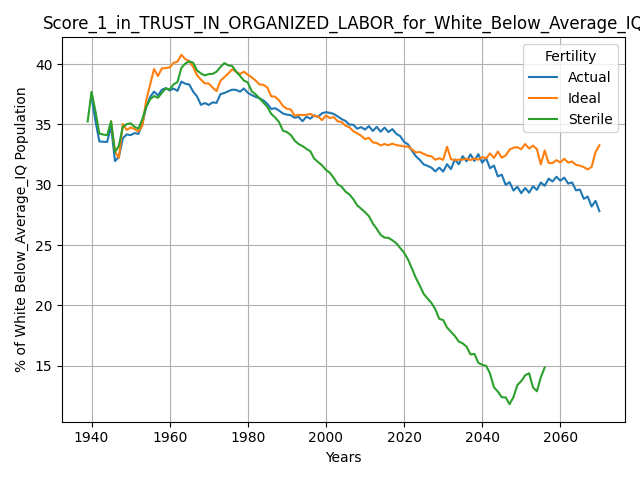 Score_1_in_TRUST_IN_ORGANIZED_LABOR_for_White_Below_Average_IQ
% of White Below_Average_IQ Population
40
35
30
25
20
15
Fertility
Actual
Ideal
Sterile
1940
1960
1980
2000
2020
2040
2060
Years